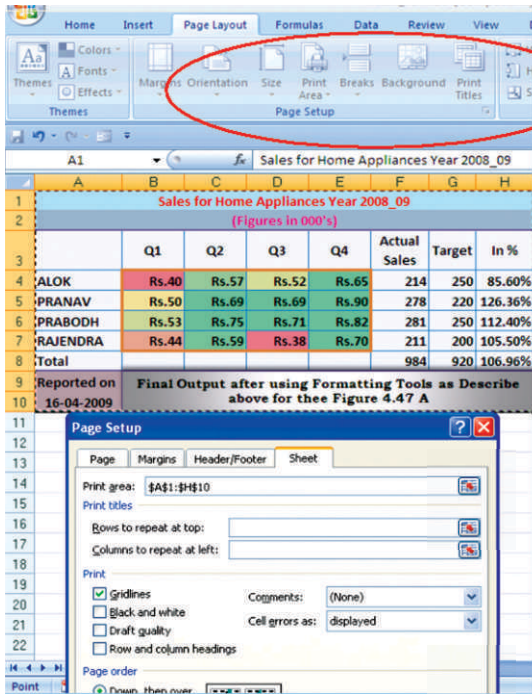 Home Insert Page Layout Formulas Data Review View
Colors
Fonts
Effects
Aa
Themes Margins Orientation Size Print Area Breaks Background Print Titles
Themes Page Setup
A1 fx Sales for Home Appliances Year 2008_09
A B C D E F G H
1 Sales for Home Appliances Year 2008_09
2 (Figures in 000's)
3 Q1 Q2 Q3 Q4 Actual Sales Target In %
4 ALOK Rs.40 Rs.57 Rs.52 Rs.65 214 250 85.60%
5 PRANAV Rs.50 Rs.69 Rs.69 Rs.90 278 220 126.36%
6 PRABODH Rs.53 Rs.75 Rs.71 Rs.82 281 250 112.40%
7 RAJENDRA Rs.44 Rs.59 Rs.38 Rs.70 211 200 105.50%
8 Total 984 920 106.96%
9 Reported on Final Output after using Formatting Tools as Describe
10 16-04-2009 above for thee Figure 4.47 A
11
12
13
14
15
16
17
18
19
20
21
22
Page Setup
Page Margins Header/Footer Sheet
Print area: $A$1:$H$10
Print titles
Rows to repeat at top:
Columns to repeat at left:
Print
Gridlines Comments: (None)
Black and white Cell errors as: displayed
Draft quality
Row and column headings
Page order
Down, then over
Point